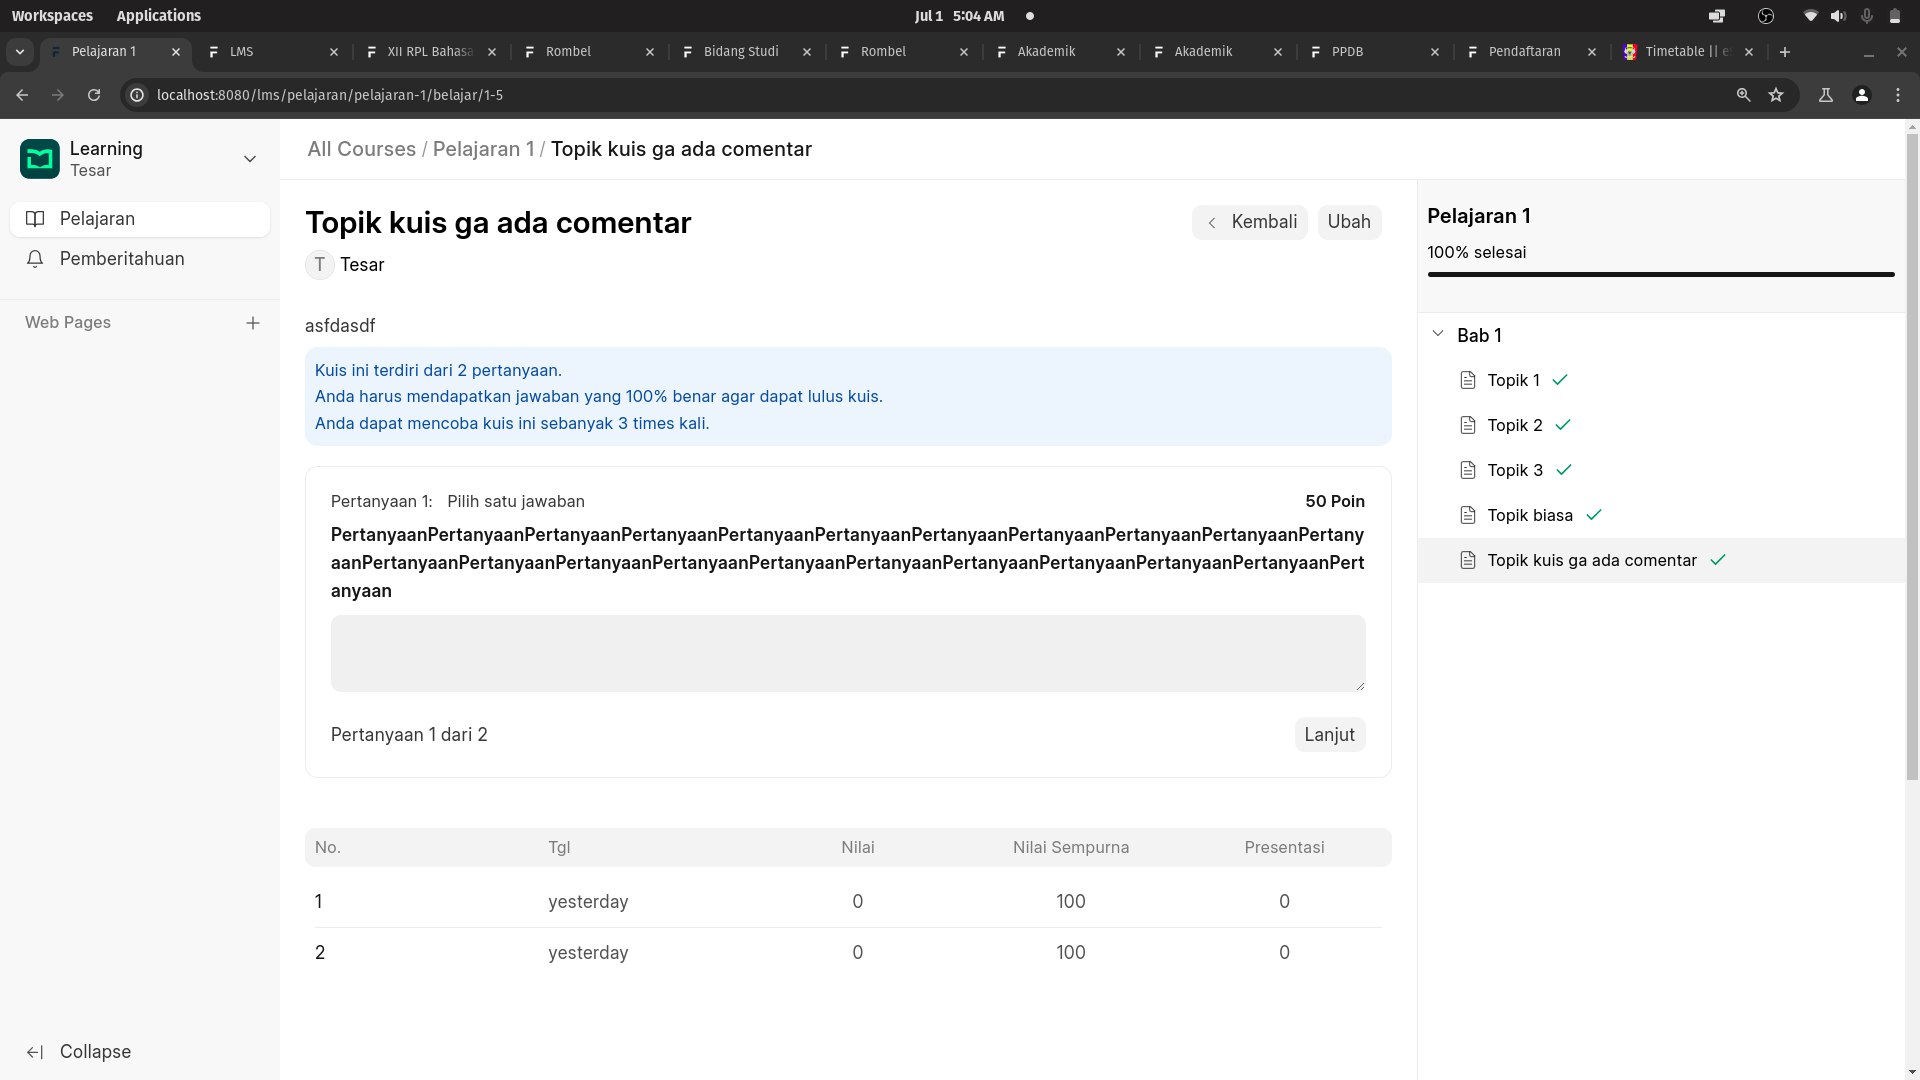 Workspaces Applications Jul 1 5:04 AM
Pelajaran 1 LMS XII RPL Bahasa Rombel Bidang Studi Rombel Akademik Akademik PPDB Pendaftaran Timetable ||
localhost:8080/lms/pelajaran/pelajaran-1/belajar/1-5
Learning
Tesar
Pelajaran
Pemberitahuan
Web Pages
Collapse
All Courses / Pelajaran 1 / Topik kuis ga ada comentar
Topik kuis ga ada comentar
Kembali Ubah
T Tesar
asfdasdf
Kuis ini terdiri dari 2 pertanyaan.
Anda harus mendapatkan jawaban yang 100% benar agar dapat lulus kuis.
Anda dapat mencoba kuis ini sebanyak 3 times kali.
Pertanyaan 1: Pilih satu jawaban 50 Poin
PertanyaanPertanyaanPertanyaanPertanyaanPertanyaanPertanyaanPertanyaanPertanyaanPertanyaanPertanyaanPertany
aanPertanyaanPertanyaanPertanyaanPertanyaanPertanyaanPertanyaanPertanyaanPertanyaanPertanyaanPertanyaanPert
anyaan
Pertanyaan 1 dari 2 Lanjut
No. Tgl Nilai Nilai Sempurna Presentasi
1 yesterday 0 100 0
2 yesterday 0 100 0
Pelajaran 1
100% selesai
Bab 1
Topik 1
Topik 2
Topik 3
Topik biasa
Topik kuis ga ada comentar